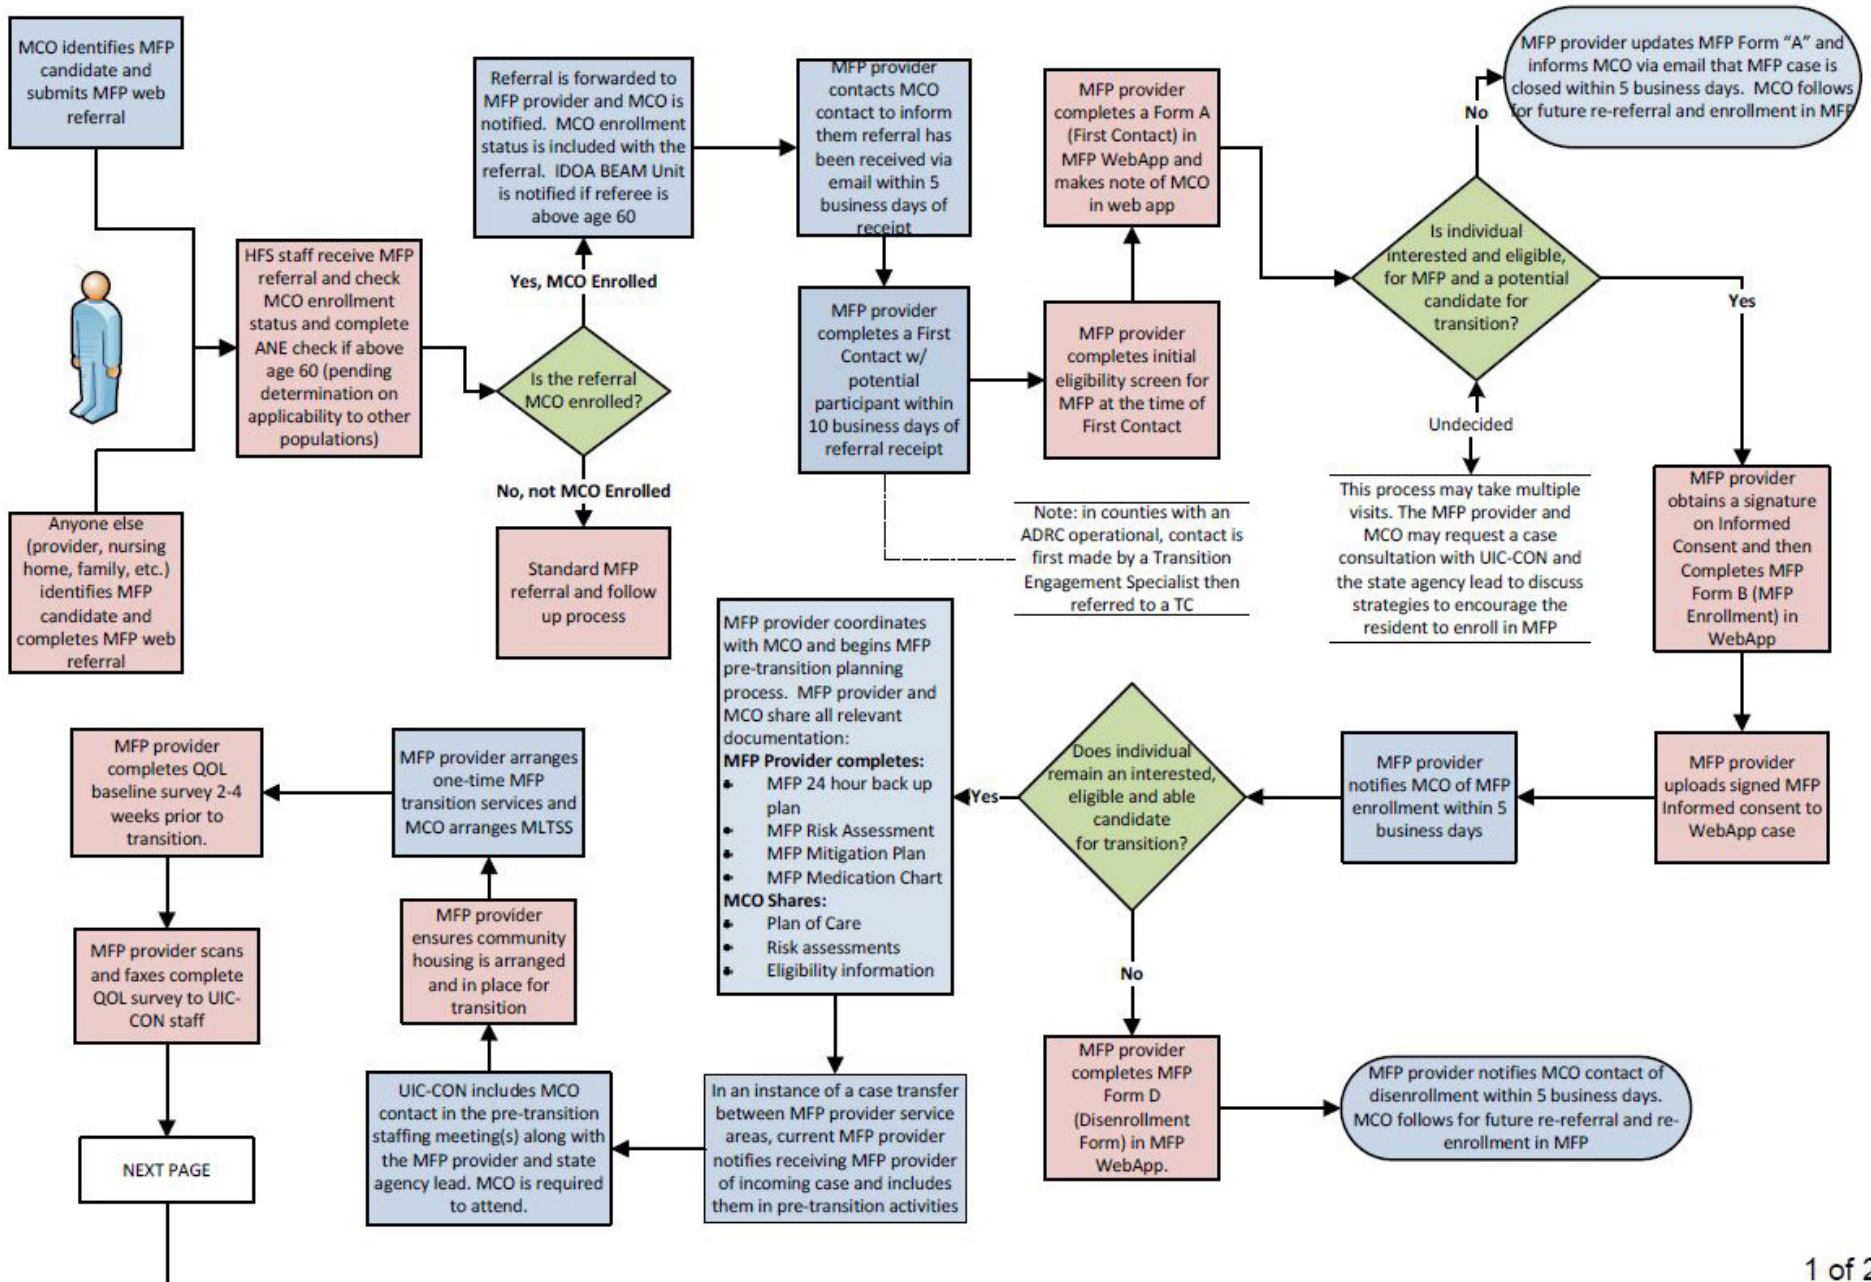 MCO identifies MFP
candidate and
submits MFP web
referral
Anyone else
(provider, nursing
home, family, etc.)
identifies MFP
candidate and
completes MFP web
referral
HFS staff receive MFP
referral and check
MCO enrollment
status and complete
ANE check if above
age 60 (pending
determination on
applicability to other
populations)
Is the referral
MCO enrolled?
Yes, MCO Enrolled
No, not MCO Enrolled
Standard MFP
referral and follow
up process
Referral is forwarded to
MFP provider and MCO is
notified. MCO enrollment
status is included with the
referral. IDOA BEAM Unit
is notified if referee is
above age 60
MFP provider
contacts MCO
contact to inform
them referral has
been received via
email within 5
business days of
receipt
MFP provider
completes a First
Contact w/
potential
participant within
10 business days of
referral receipt
Note: in counties with an
ADRC operational, contact is
first made by a Transition
Engagement Specialist then
referred to a TC
MFP provider
completes initial
eligibility screen for
MFP at the time of
First Contact
MFP provider
completes a Form A
(First Contact) in
MFP WebApp and
makes note of MCO
in web app
Is individual
interested and eligible,
for MFP and a potential
candidate for
transition?
No
MFP provider updates MFP Form “A” and
informs MCO via email that MFP case is
closed within 5 business days. MCO follows
for future re-referral and enrollment in MFP
Undecided
This process may take multiple
visits. The MFP provider and
MCO may request a case
consultation with UIC-CON and
the state agency lead to discuss
strategies to encourage the
resident to enroll in MFP
Yes
MFP provider
obtains a signature
on Informed
Consent and then
Completes MFP
Form B (MFP
Enrollment) in
WebApp
MFP provider
uploads signed MFP
Informed consent to
WebApp case
MFP provider
notifies MCO of MFP
enrollment within 5
business days
Does individual
remain an interested,
eligible and able
candidate
for transition?
No
MFP provider
completes MFP
Form D
(Disenrollment
Form) in MFP
WebApp.
MFP provider notifies MCO contact of
disenrollment within 5 business days.
MCO follows for future re-referral and re-
enrollment in MFP
Yes
MFP provider coordinates
with MCO and begins MFP
pre-transition planning
process. MFP provider and
MCO share all relevant
documentation:
MFP Provider completes:
• MFP 24 hour back up
plan
• MFP Risk Assessment
• MFP Mitigation Plan
• MFP Medication Chart
MCO Shares:
• Plan of Care
• Risk assessments
• Eligibility information
In an instance of a case transfer
between MFP provider service
areas, current MFP provider
notifies receiving MFP provider
of incoming case and includes
them in pre-transition activities
UIC-CON includes MCO
contact in the pre-transition
staffing meeting(s) along with
the MFP provider and state
agency lead. MCO is required
to attend.
MFP provider
ensures community
housing is arranged
and in place for
transition
MFP provider arranges
one-time MFP
transition services and
MCO arranges MLTSS
MFP provider
completes QOL
baseline survey 2-4
weeks prior to
transition.
MFP provider scans
and faxes complete
QOL survey to UIC-
CON staff
NEXT PAGE
1 of 2